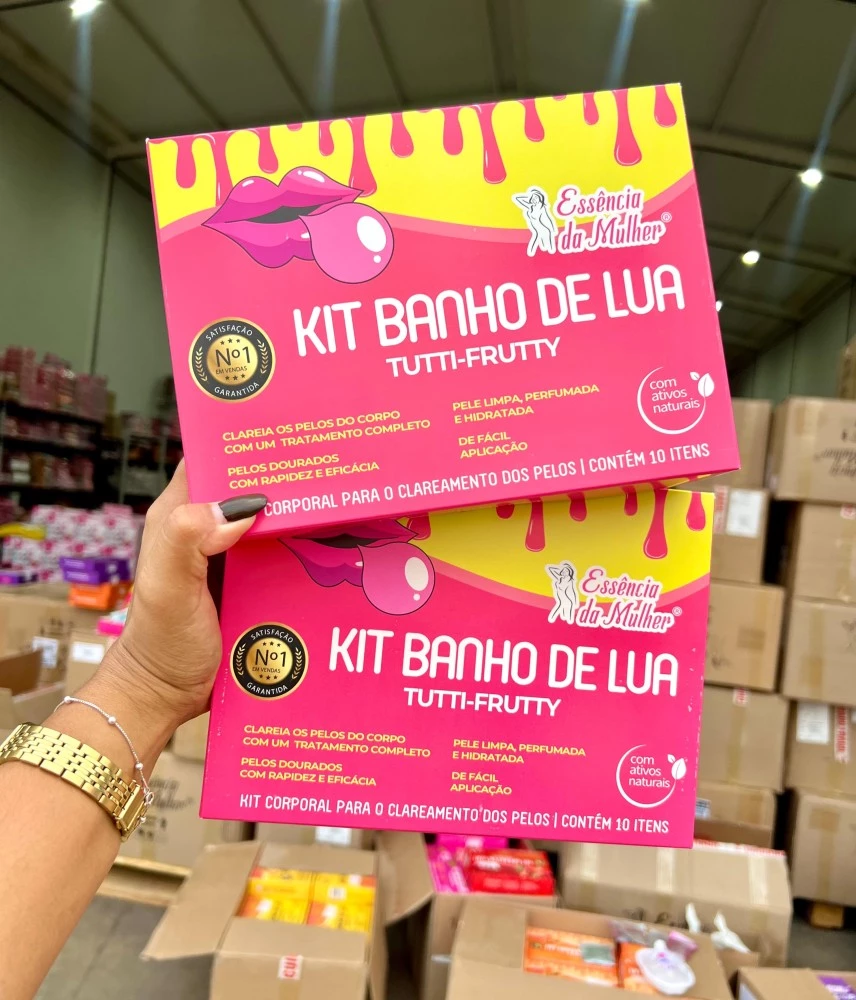 Essência
da Mulher®
KIT BANHO DE LUA
TUTTI-FRUTTY
SATISFAÇÃO
Nº1
EM VENDAS
GARANTIDA
CLAREIA OS PELOS DO CORPO
COM UM TRATAMENTO COMPLETO
PELOS DOURADOS
COM RAPIDEZ E EFICÁCIA
PELE LIMPA, PERFUMADA
E HIDRATADA
DE FÁCIL
APLICAÇÃO
com
ativos
naturais
CORPORAL PARA O CLAREAMENTO DOS PELOS | CONTÉM 10 ITENS
Essência
da Mulher®
KIT BANHO DE LUA
TUTTI-FRUTTY
SATISFAÇÃO
Nº1
EM VENDAS
GARANTIDA
CLAREIA OS PELOS DO CORPO
COM UM TRATAMENTO COMPLETO
PELOS DOURADOS
COM RAPIDEZ E EFICÁCIA
PELE LIMPA, PERFUMADA
E HIDRATADA
DE FÁCIL
APLICAÇÃO
com
ativos
naturais
KIT CORPORAL PARA O CLAREAMENTO DOS PELOS | CONTÉM 10 ITENS